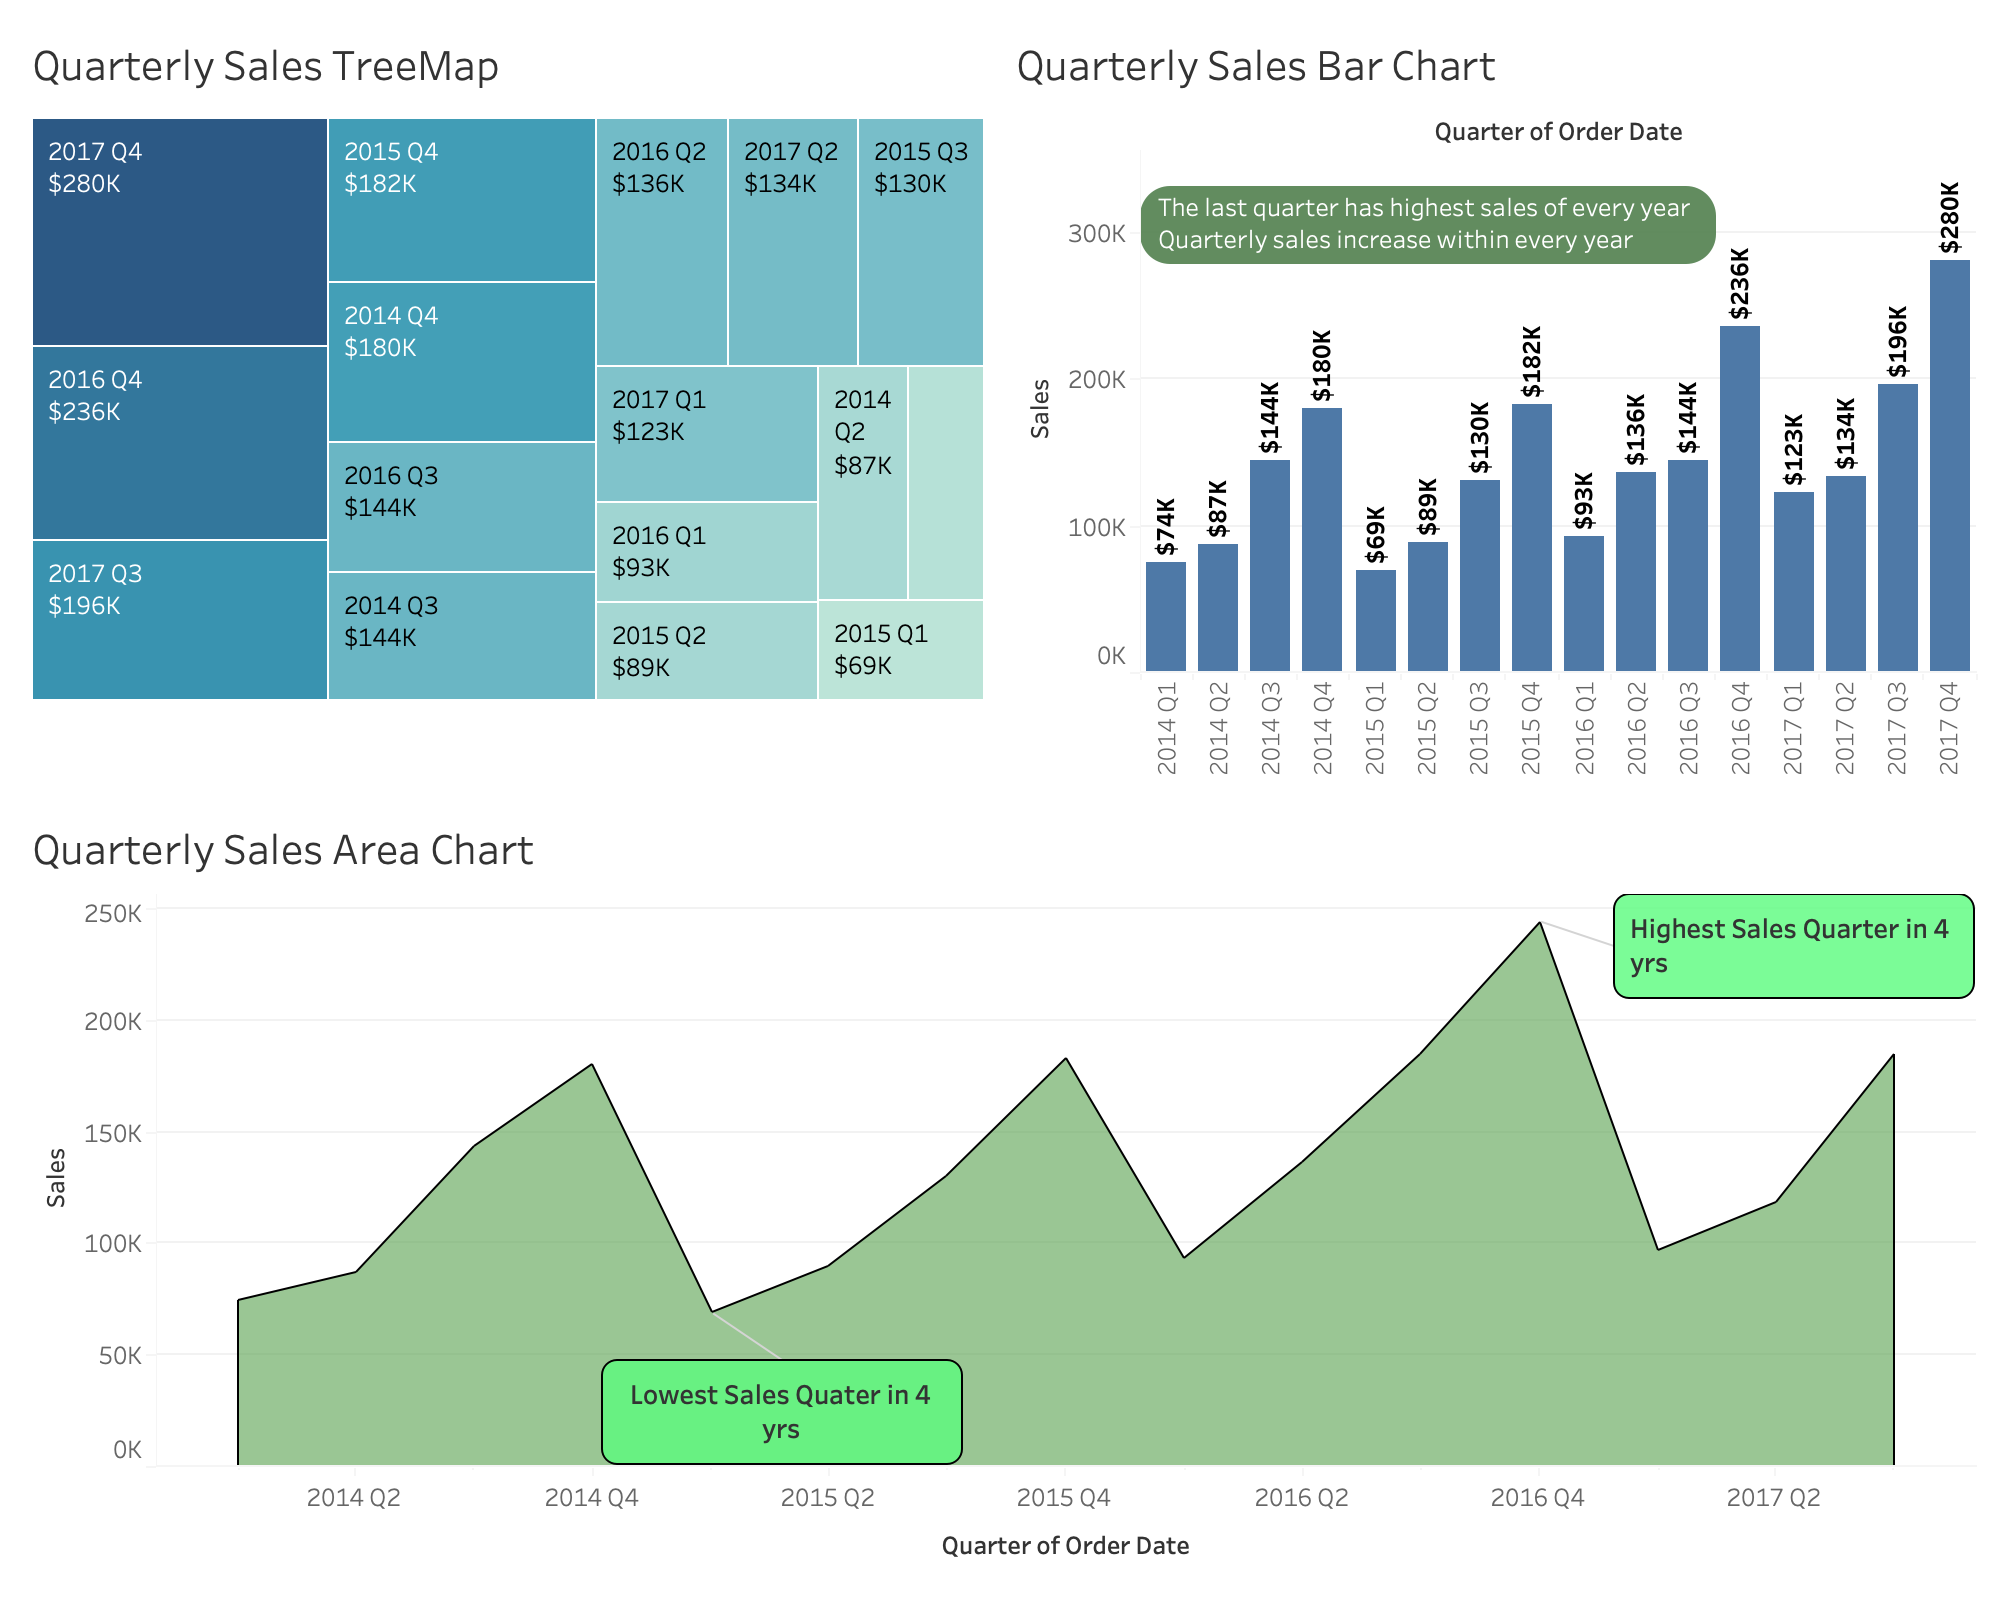 Quarterly Sales TreeMap
2017 Q4
$280K
2016 Q4
$236K
2017 Q3
$196K
2015 Q4
$182K
2014 Q4
$180K
2016 Q3
$144K
2014 Q3
$144K
2016 Q2
$136K
2017 Q2
$134K
2015 Q3
$130K
2017 Q1
$123K
2016 Q1
$93K
2015 Q2
$89K
2014
Q2
$87K
2015 Q1
$69K
Quarterly Sales Bar Chart
Quarter of Order Date
The last quarter has highest sales of every year
Quarterly sales increase within every year
Sales
300K
200K
100K
0K
$74K
$87K
$144K
$180K
$69K
$89K
$130K
$182K
$93K
$136K
$144K
$236K
$123K
$134K
$196K
$280K
2014 Q1
2014 Q2
2014 Q3
2014 Q4
2015 Q1
2015 Q2
2015 Q3
2015 Q4
2016 Q1
2016 Q2
2016 Q3
2016 Q4
2017 Q1
2017 Q2
2017 Q3
2017 Q4
Quarterly Sales Area Chart
Sales
250K
200K
150K
100K
50K
0K
Highest Sales Quarter in 4
yrs
Lowest Sales Quater in 4
yrs
2014 Q2
2014 Q4
2015 Q2
2015 Q4
2016 Q2
2016 Q4
2017 Q2
Quarter of Order Date